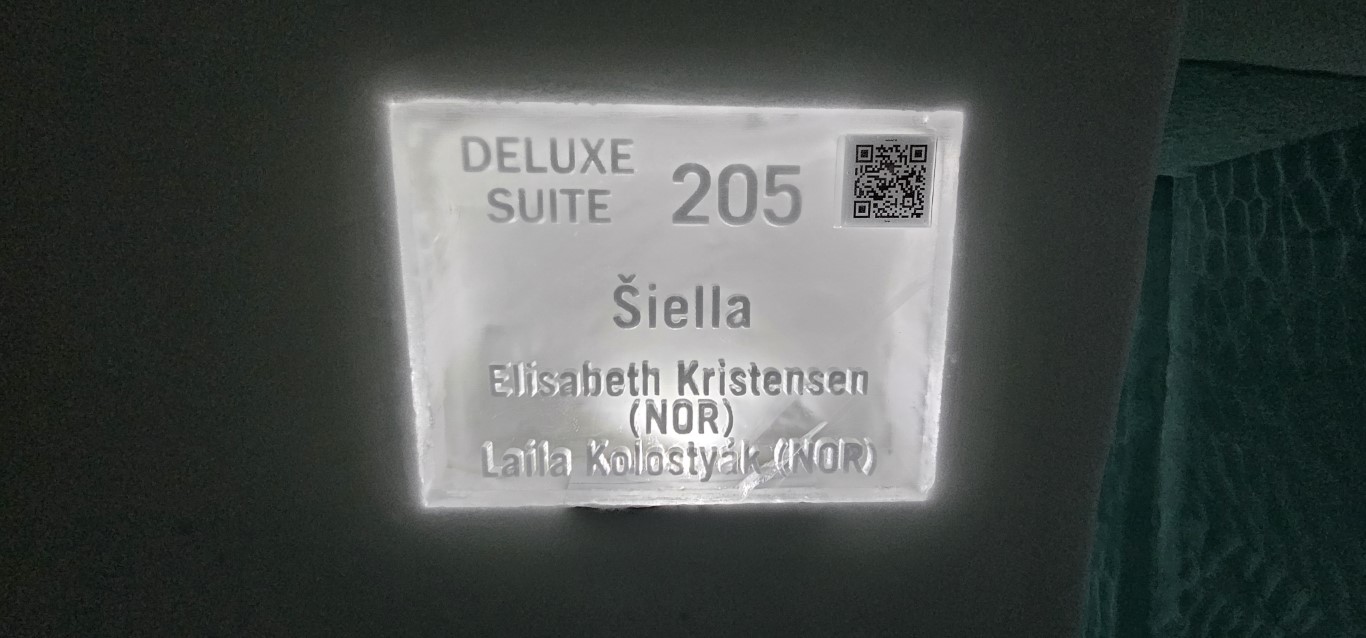 DELUXE
SUITE 205
Šiella
Elisabeth Kristensen
(NOR)
Laila Kolostyák (NOR)